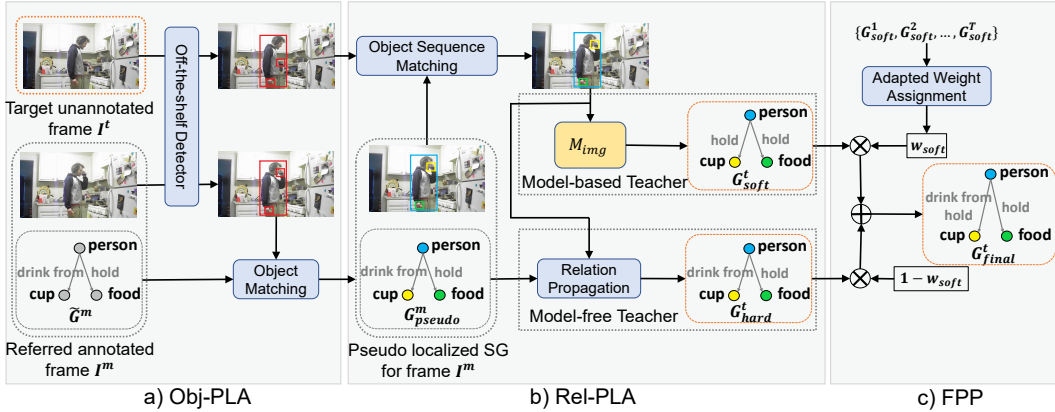 Target unannotated
frame I^t
Off-the-shelf Detector
person
drink from
hold
cup
food
G̃^m
Referred annotated
frame I^m
Object
Matching
a) Obj-PLA
Object Sequence
Matching
person
drink from
hold
cup
food
G^m_pseudo
Pseudo localized SG
for frame I^m
M_img
Model-based Teacher
person
hold
hold
cup
food
G^t_soft
Relation
Propagation
Model-free Teacher
person
drink from
hold
cup
food
G^t_hard
b) Rel-PLA
{G^1_soft, G^2_soft, ..., G^T_soft}
Adapted Weight
Assignment
w_soft
person
drink from
hold
hold
cup
food
G^t_final
1 − w_soft
c) FPP